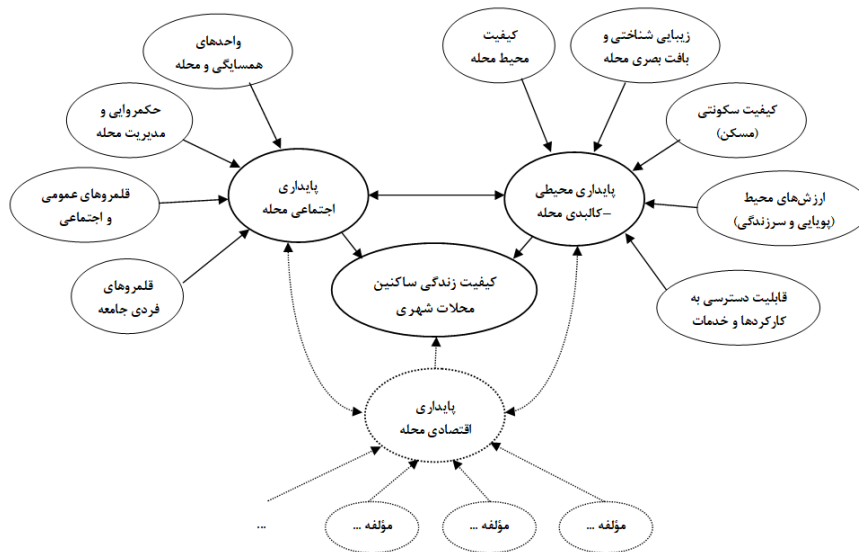 زیبایی شناختی و
بافت بصری محله
کیفیت
محیط محله
واحدهای
همسایگی و محله
کیفیت سکونتی
(مسکن)
حکمروایی و
مدیریت محله
پایداری محیطی
–کالبدی محله
پایداری
اجتماعی محله
ارزش‌های محیط
(پویایی و سرزندگی)
قلمروهای عمومی
و اجتماعی
کیفیت زندگی ساکنین
محلات شهری
قابلیت دسترسی به
کارکردها و خدمات
قلمروهای
فردی جامعه
پایداری
اقتصادی محله
مؤلفه ...
مؤلفه ...
مؤلفه ...
...